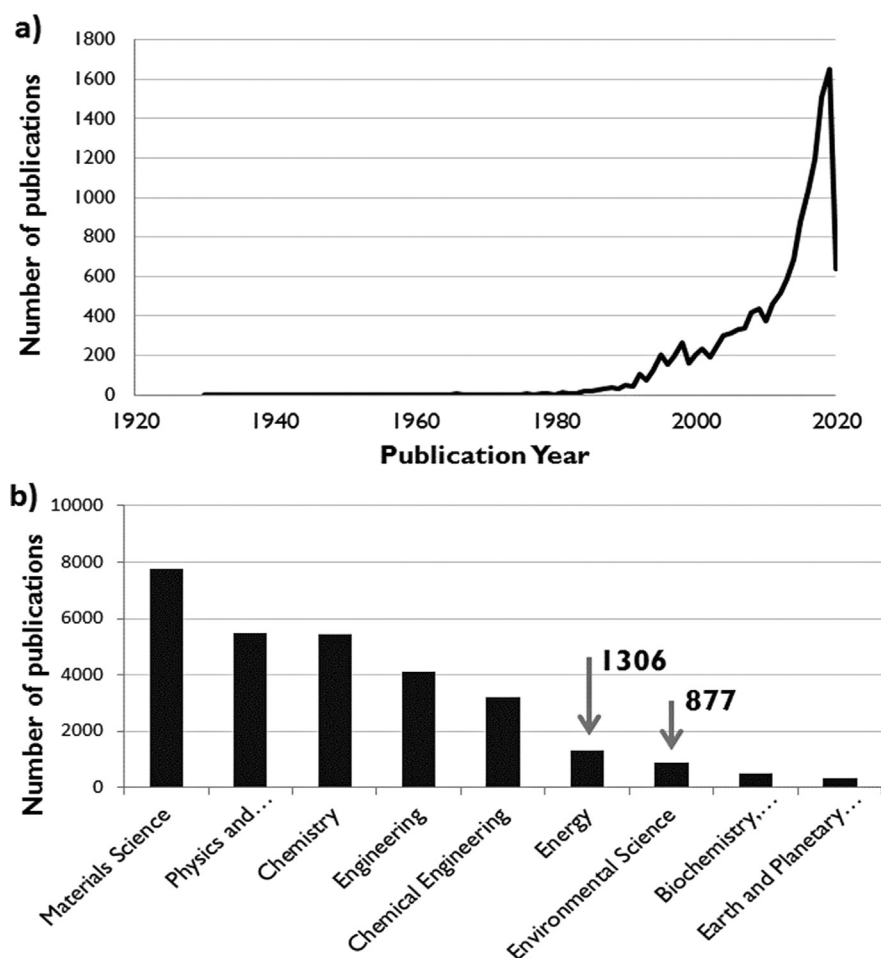 a)
Number of publications
1800
1600
1400
1200
1000
800
600
400
200
0
1920
1940
1960
1980
2000
2020
Publication Year
b)
Number of publications
10000
8000
6000
4000
2000
0
1306
877
Materials Science
Physics and...
Chemistry
Engineering
Chemical Engineering
Energy
Environmental Science
Biochemistry,...
Earth and Planetary...